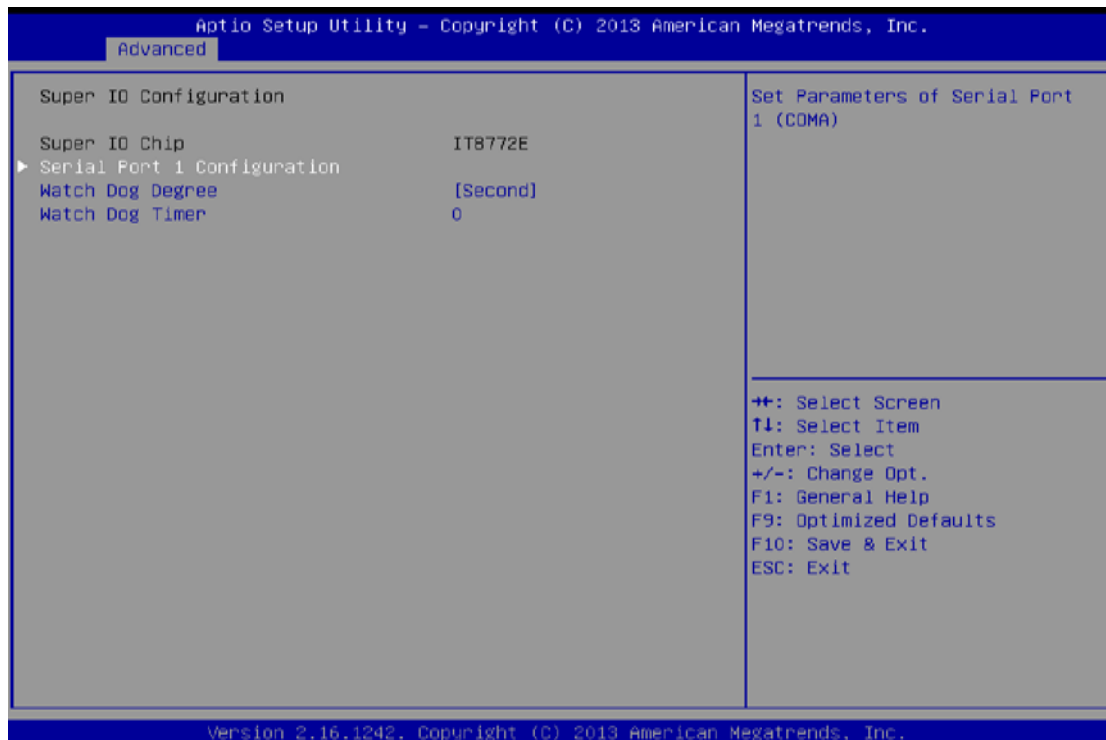 Aptio Setup Utility – Copyright (C) 2013 American Megatrends, Inc.
Advanced
Super IO Configuration
Super IO Chip IT8772E
► Serial Port 1 Configuration
Watch Dog Degree [Second]
Watch Dog Timer 0
Set Parameters of Serial Port
1 (COMA)
→←: Select Screen
↑↓: Select Item
Enter: Select
+/-: Change Opt.
F1: General Help
F9: Optimized Defaults
F10: Save & Exit
ESC: Exit
Version 2.16.1242. Copyright (C) 2013 American Megatrends, Inc.